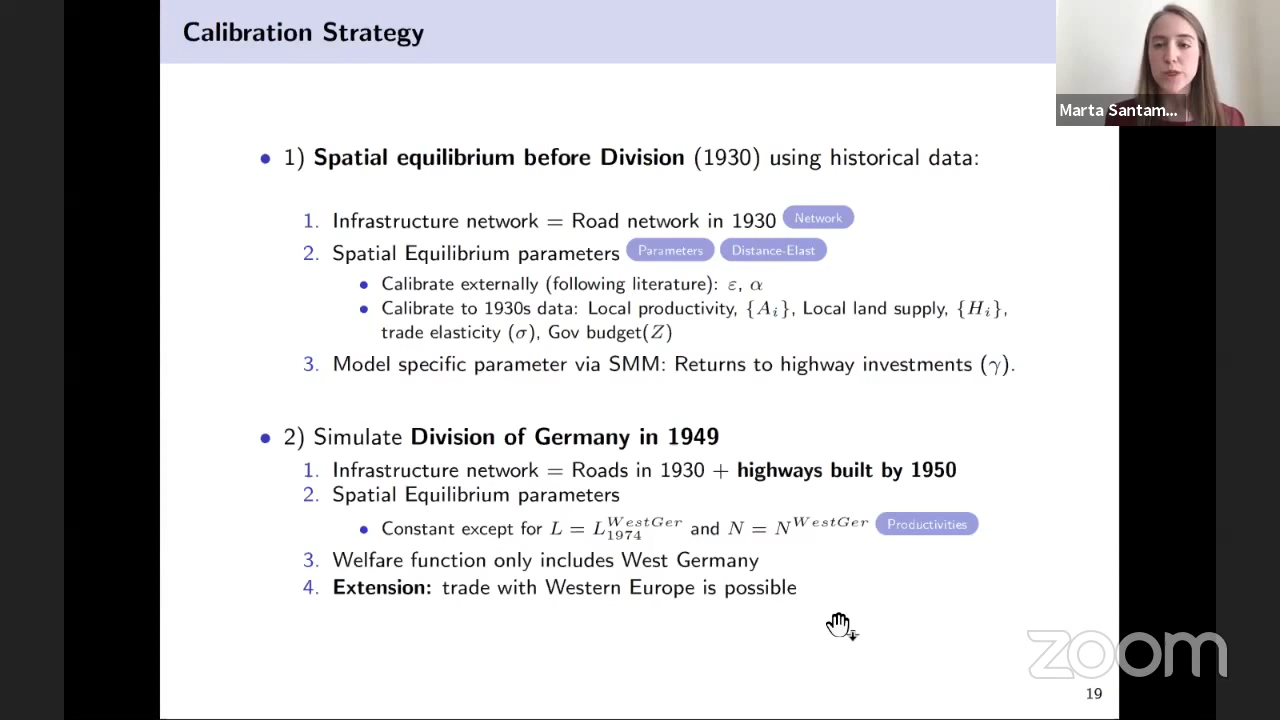 Calibration Strategy
Marta Santam...
• 1) Spatial equilibrium before Division (1930) using historical data:
1. Infrastructure network = Road network in 1930 Network
2. Spatial Equilibrium parameters Parameters Distance-Elast
• Calibrate externally (following literature): ε, α
• Calibrate to 1930s data: Local productivity, {A_i}, Local land supply, {H_i},
trade elasticity (σ), Gov budget(Z)
3. Model specific parameter via SMM: Returns to highway investments (γ).
• 2) Simulate Division of Germany in 1949
1. Infrastructure network = Roads in 1930 + highways built by 1950
2. Spatial Equilibrium parameters
• Constant except for L = L_{1974}^{WestGer} and N = N^{WestGer} Productivities
3. Welfare function only includes West Germany
4. Extension: trade with Western Europe is possible
zoom
19